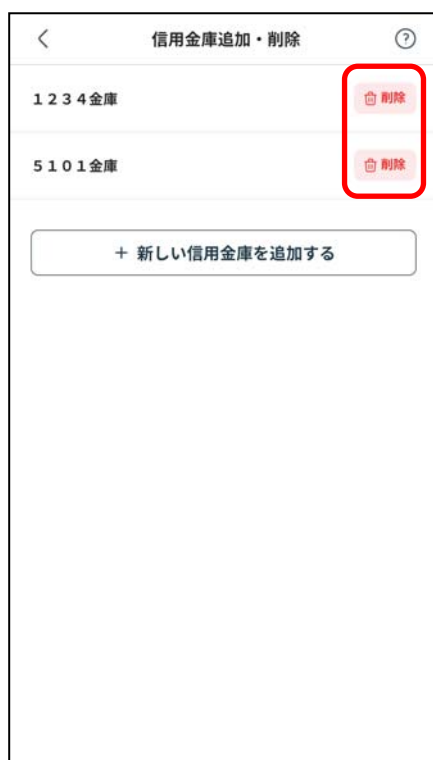 信用金庫追加・削除
?
1234金庫
削除
5101金庫
削除
+ 新しい信用金庫を追加する